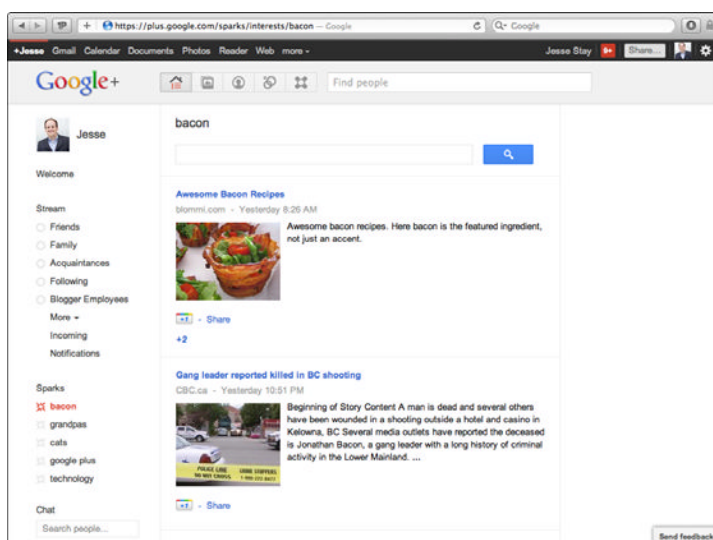 https://plus.google.com/sparks/interests/bacon — Google
Google
+Jesse Gmail Calendar Documents Photos Reader Web more
Jesse Stay
Share...
Google+
Find people
Jesse
Welcome
Stream
Friends
Family
Acquaintances
Following
Blogger Employees
More
Incoming
Notifications
Sparks
bacon
grandpas
cats
google plus
technology
Chat
Search people...
bacon
Awesome Bacon Recipes
blommi.com - Yesterday 8:26 AM
Awesome bacon recipes. Here bacon is the featured ingredient,
not just an accent.
+1 - Share
+2
Gang leader reported killed in BC shooting
CBC.ca - Yesterday 10:51 PM
Beginning of Story Content A man is dead and several others
have been wounded in a shooting outside a hotel and casino in
Kelowna, BC Several media outlets have reported the deceased
is Jonathan Bacon, a gang leader with a long history of criminal
activity in the Lower Mainland. ...
POLICE LINE
+1 - Share
Send feedback